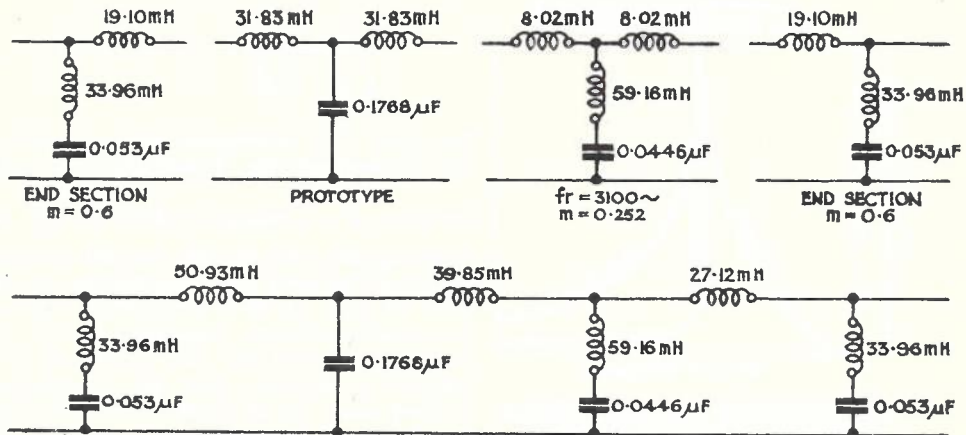 19·10mH
33·96mH
0·053μF
END SECTION
m = 0·6
31·83mH
31·83mH
0·1768μF
PROTOTYPE
8·02mH
8·02mH
59·16mH
0·0446μF
fr = 3100~
m = 0·252
19·10mH
33·96mH
0·053μF
END SECTION
m = 0·6
50·93mH
39·85mH
27·12mH
33·96mH
0·1768μF
59·16mH
33·96mH
0·053μF
0·0446μF
0·053μF